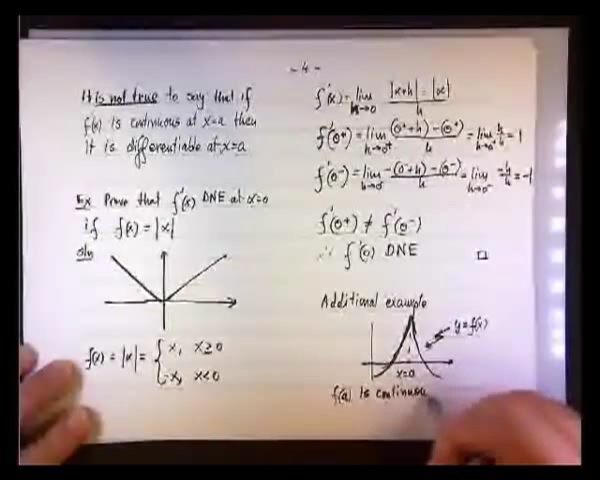 - 4 -
It is not true to say that if
f(x) is continuous at x=a then
it is differentiable at x=a
Ex. Prove that f'(x) DNE at x=0
if f(x) = |x|
Soln
f(x) = |x| = { x, x ≥ 0
-x, x < 0
f'(x) = lim h→0 |x+h| - |x| / h
f'(0+) = lim h→0+ (0+ + h) - (0+) / h = lim h→0+ h/h = 1
f'(0-) = lim h→0- -(0- + h) - (0-) / h = lim h→0- -h/h = -1
f'(0+) ≠ f'(0-)
∴ f'(0) DNE □
Additional example
y = f(x)
x=0
f(a) is continuous